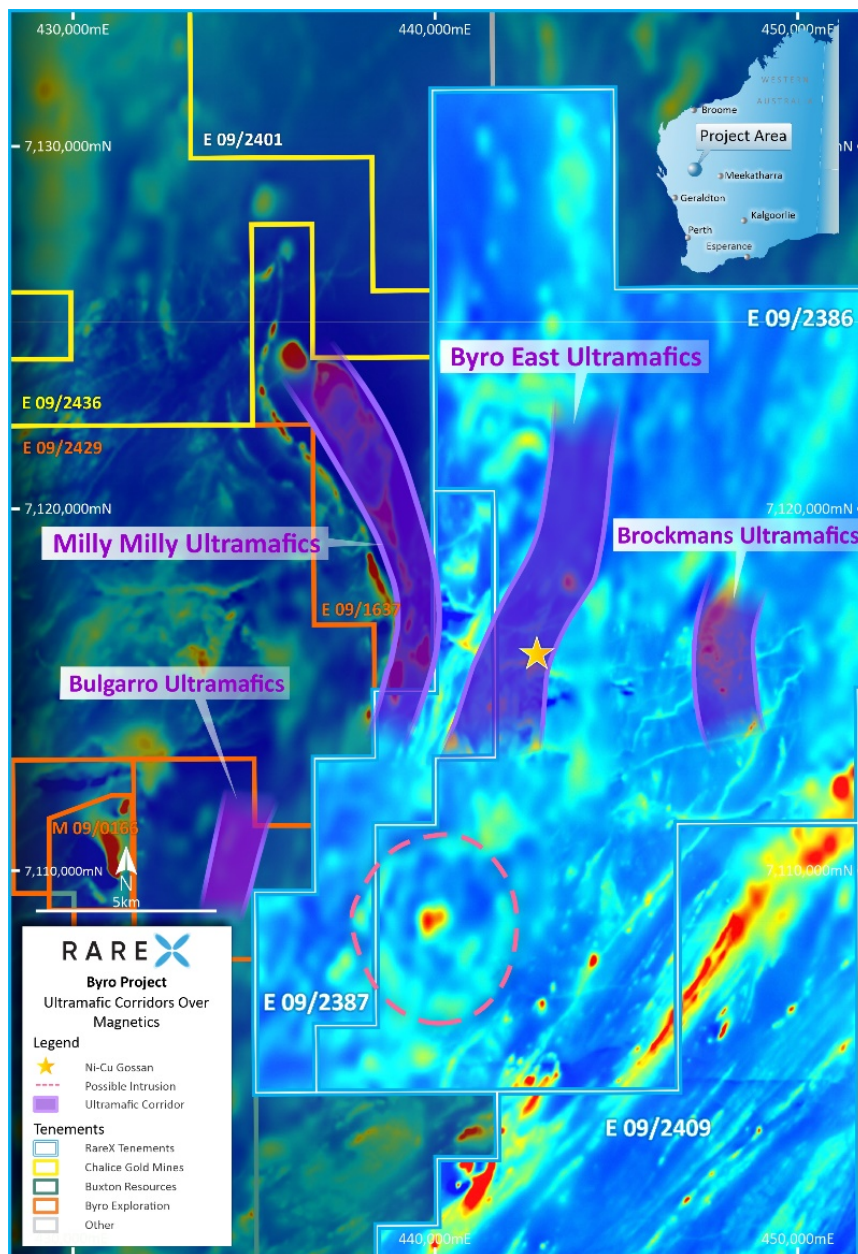 430,000mE
440,000mE
450,000mE
WESTERN
AUSTRALIA
Broome
Project Area
Meekatharra
Geraldton
Kalgoorlie
Perth
Esperance
7,130,000mN
E 09/2401
7,130,000mN
E 09/2386
Byro East Ultramafics
E 09/2436
E 09/2429
7,120,000mN
7,120,000mN
Milly Milly Ultramafics
Brockmans Ultramafics
E 09/1637
Bulgarro Ultramafics
M 09/0166
7,110,000mN
7,110,000mN
N
5km
RAREX
Byro Project
Ultramafic Corridors Over
Magnetics
Legend
Ni-Cu Gossan
Possible Intrusion
Ultramafic Corridor
Tenements
RareX Tenements
Chalice Gold Mines
Buxton Resources
Byro Exploration
Other
E 09/2387
E 09/2409
440,000mE
450,000mE